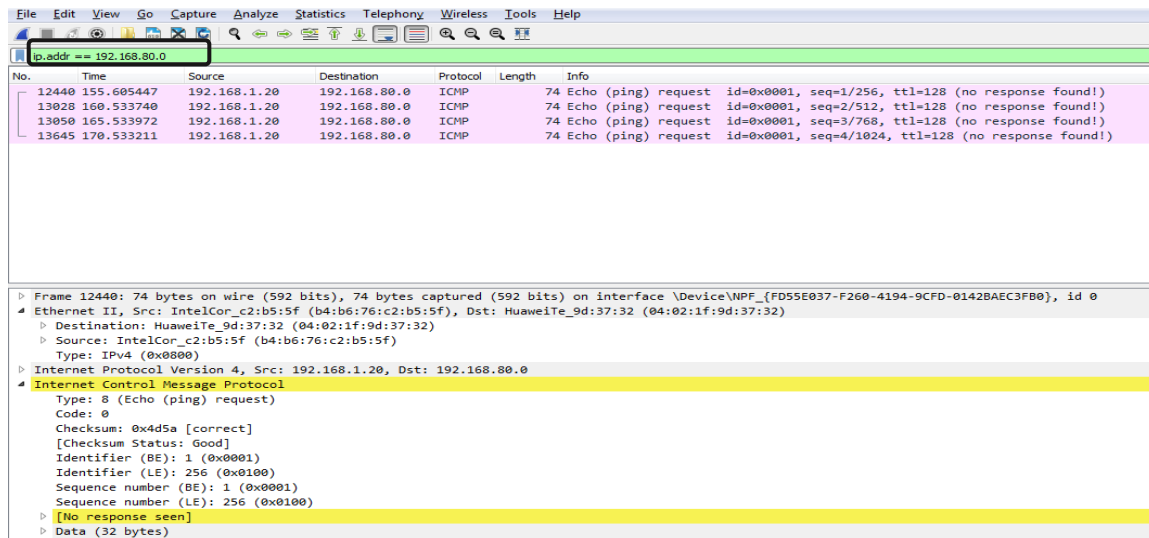 File Edit View Go Capture Analyze Statistics Telephony Wireless Tools Help
ip.addr == 192.168.80.0
No. Time Source Destination Protocol Length Info
12440 155.605447 192.168.1.20 192.168.80.0 ICMP 74 Echo (ping) request id=0x0001, seq=1/256, ttl=128 (no response found!)
13028 160.533740 192.168.1.20 192.168.80.0 ICMP 74 Echo (ping) request id=0x0001, seq=2/512, ttl=128 (no response found!)
13050 165.533972 192.168.1.20 192.168.80.0 ICMP 74 Echo (ping) request id=0x0001, seq=3/768, ttl=128 (no response found!)
13645 170.533211 192.168.1.20 192.168.80.0 ICMP 74 Echo (ping) request id=0x0001, seq=4/1024, ttl=128 (no response found!)
Frame 12440: 74 bytes on wire (592 bits), 74 bytes captured (592 bits) on interface \Device\NPF_{FD55E037-F260-4194-9CFD-0142BAEC3FB0}, id 0
Ethernet II, Src: IntelCor_c2:b5:5f (b4:b6:76:c2:b5:5f), Dst: HuaweiTe_9d:37:32 (04:02:1f:9d:37:32)
Destination: HuaweiTe_9d:37:32 (04:02:1f:9d:37:32)
Source: IntelCor_c2:b5:5f (b4:b6:76:c2:b5:5f)
Type: IPv4 (0x0800)
Internet Protocol Version 4, Src: 192.168.1.20, Dst: 192.168.80.0
Internet Control Message Protocol
Type: 8 (Echo (ping) request)
Code: 0
Checksum: 0x4d5a [correct]
[Checksum Status: Good]
Identifier (BE): 1 (0x0001)
Identifier (LE): 256 (0x0100)
Sequence number (BE): 1 (0x0001)
Sequence number (LE): 256 (0x0100)
[No response seen]
Data (32 bytes)